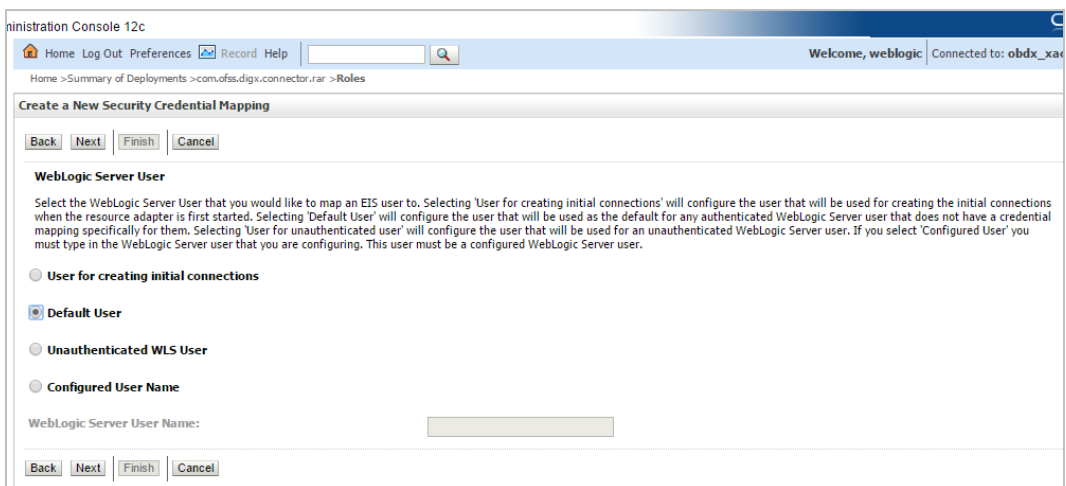 ministration Console 12c
Home Log Out Preferences Record Help
Welcome, weblogic Connected to: obdx_xac
Home >Summary of Deployments >com.ofss.digx.connector.rar >Roles
Create a New Security Credential Mapping
Back Next Finish Cancel
WebLogic Server User
Select the WebLogic Server User that you would like to map an EIS user to. Selecting 'User for creating initial connections' will configure the user that will be used for creating the initial connections
when the resource adapter is first started. Selecting 'Default User' will configure the user that will be used as the default for any authenticated WebLogic Server user that does not have a credential
mapping specifically for them. Selecting 'User for unauthenticated user' will configure the user that will be used for an unauthenticated WebLogic Server user. If you select 'Configured User' you
must type in the WebLogic Server user that you are configuring. This user must be a configured WebLogic Server user.
User for creating initial connections
Default User
Unauthenticated WLS User
Configured User Name
WebLogic Server User Name:
Back Next Finish Cancel